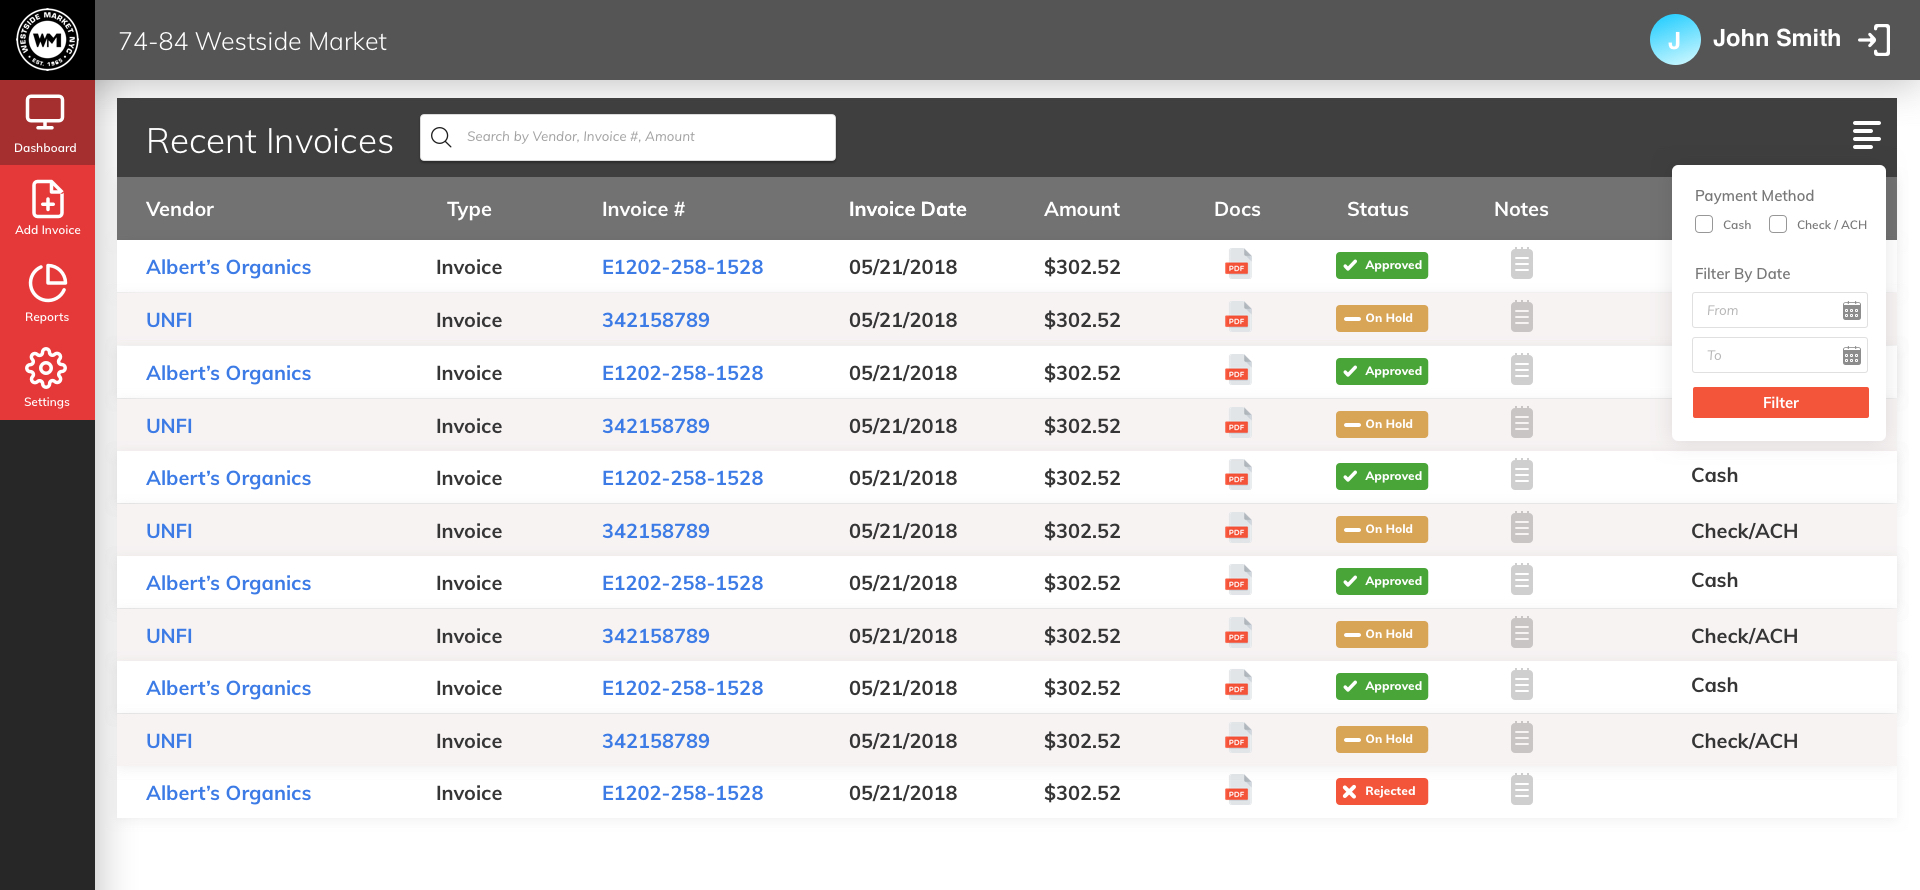 WESTSIDE MARKET NYC
WM
EST. 1965
74-84 Westside Market
J
John Smith
Dashboard
Add Invoice
Reports
Settings
Recent Invoices
Search by Vendor, Invoice #, Amount
Vendor Type Invoice # Invoice Date Amount Docs Status Notes
Albert’s Organics Invoice E1202-258-1528 05/21/2018 $302.52 PDF Approved
UNFI Invoice 342158789 05/21/2018 $302.52 PDF On Hold
Albert’s Organics Invoice E1202-258-1528 05/21/2018 $302.52 PDF Approved
UNFI Invoice 342158789 05/21/2018 $302.52 PDF On Hold
Albert’s Organics Invoice E1202-258-1528 05/21/2018 $302.52 PDF Approved Cash
UNFI Invoice 342158789 05/21/2018 $302.52 PDF On Hold Check/ACH
Albert’s Organics Invoice E1202-258-1528 05/21/2018 $302.52 PDF Approved Cash
UNFI Invoice 342158789 05/21/2018 $302.52 PDF On Hold Check/ACH
Albert’s Organics Invoice E1202-258-1528 05/21/2018 $302.52 PDF Approved Cash
UNFI Invoice 342158789 05/21/2018 $302.52 PDF On Hold Check/ACH
Albert’s Organics Invoice E1202-258-1528 05/21/2018 $302.52 PDF Rejected
Payment Method
Cash Check / ACH
Filter By Date
From
To
Filter